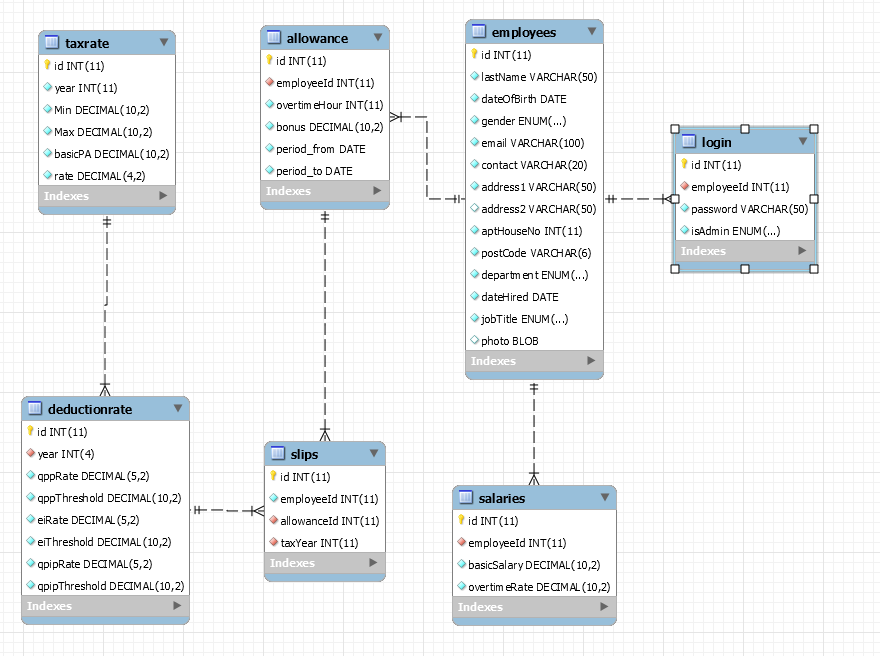 taxrate
id INT(11)
year INT(11)
Min DECIMAL(10,2)
Max DECIMAL(10,2)
basicPA DECIMAL(10,2)
rate DECIMAL(4,2)
Indexes
allowance
id INT(11)
employeeId INT(11)
overtimeHour INT(11)
bonus DECIMAL(10,2)
period_from DATE
period_to DATE
Indexes
employees
id INT(11)
lastName VARCHAR(50)
dateOfBirth DATE
gender ENUM(...)
email VARCHAR(100)
contact VARCHAR(20)
address1 VARCHAR(50)
address2 VARCHAR(50)
aptHouseNo INT(11)
postCode VARCHAR(6)
department ENUM(...)
dateHired DATE
jobTitle ENUM(...)
photo BLOB
Indexes
login
id INT(11)
employeeId INT(11)
password VARCHAR(50)
isAdmin ENUM(...)
Indexes
deductionrate
id INT(11)
year INT(4)
qppRate DECIMAL(5,2)
qppThreshold DECIMAL(10,2)
eiRate DECIMAL(5,2)
eiThreshold DECIMAL(10,2)
qpipRate DECIMAL(5,2)
qpipThreshold DECIMAL(10,2)
Indexes
slips
id INT(11)
employeeId INT(11)
allowanceId INT(11)
taxYear INT(11)
Indexes
salaries
id INT(11)
employeeId INT(11)
basicSalary DECIMAL(10,2)
overtimeRate DECIMAL(10,2)
Indexes